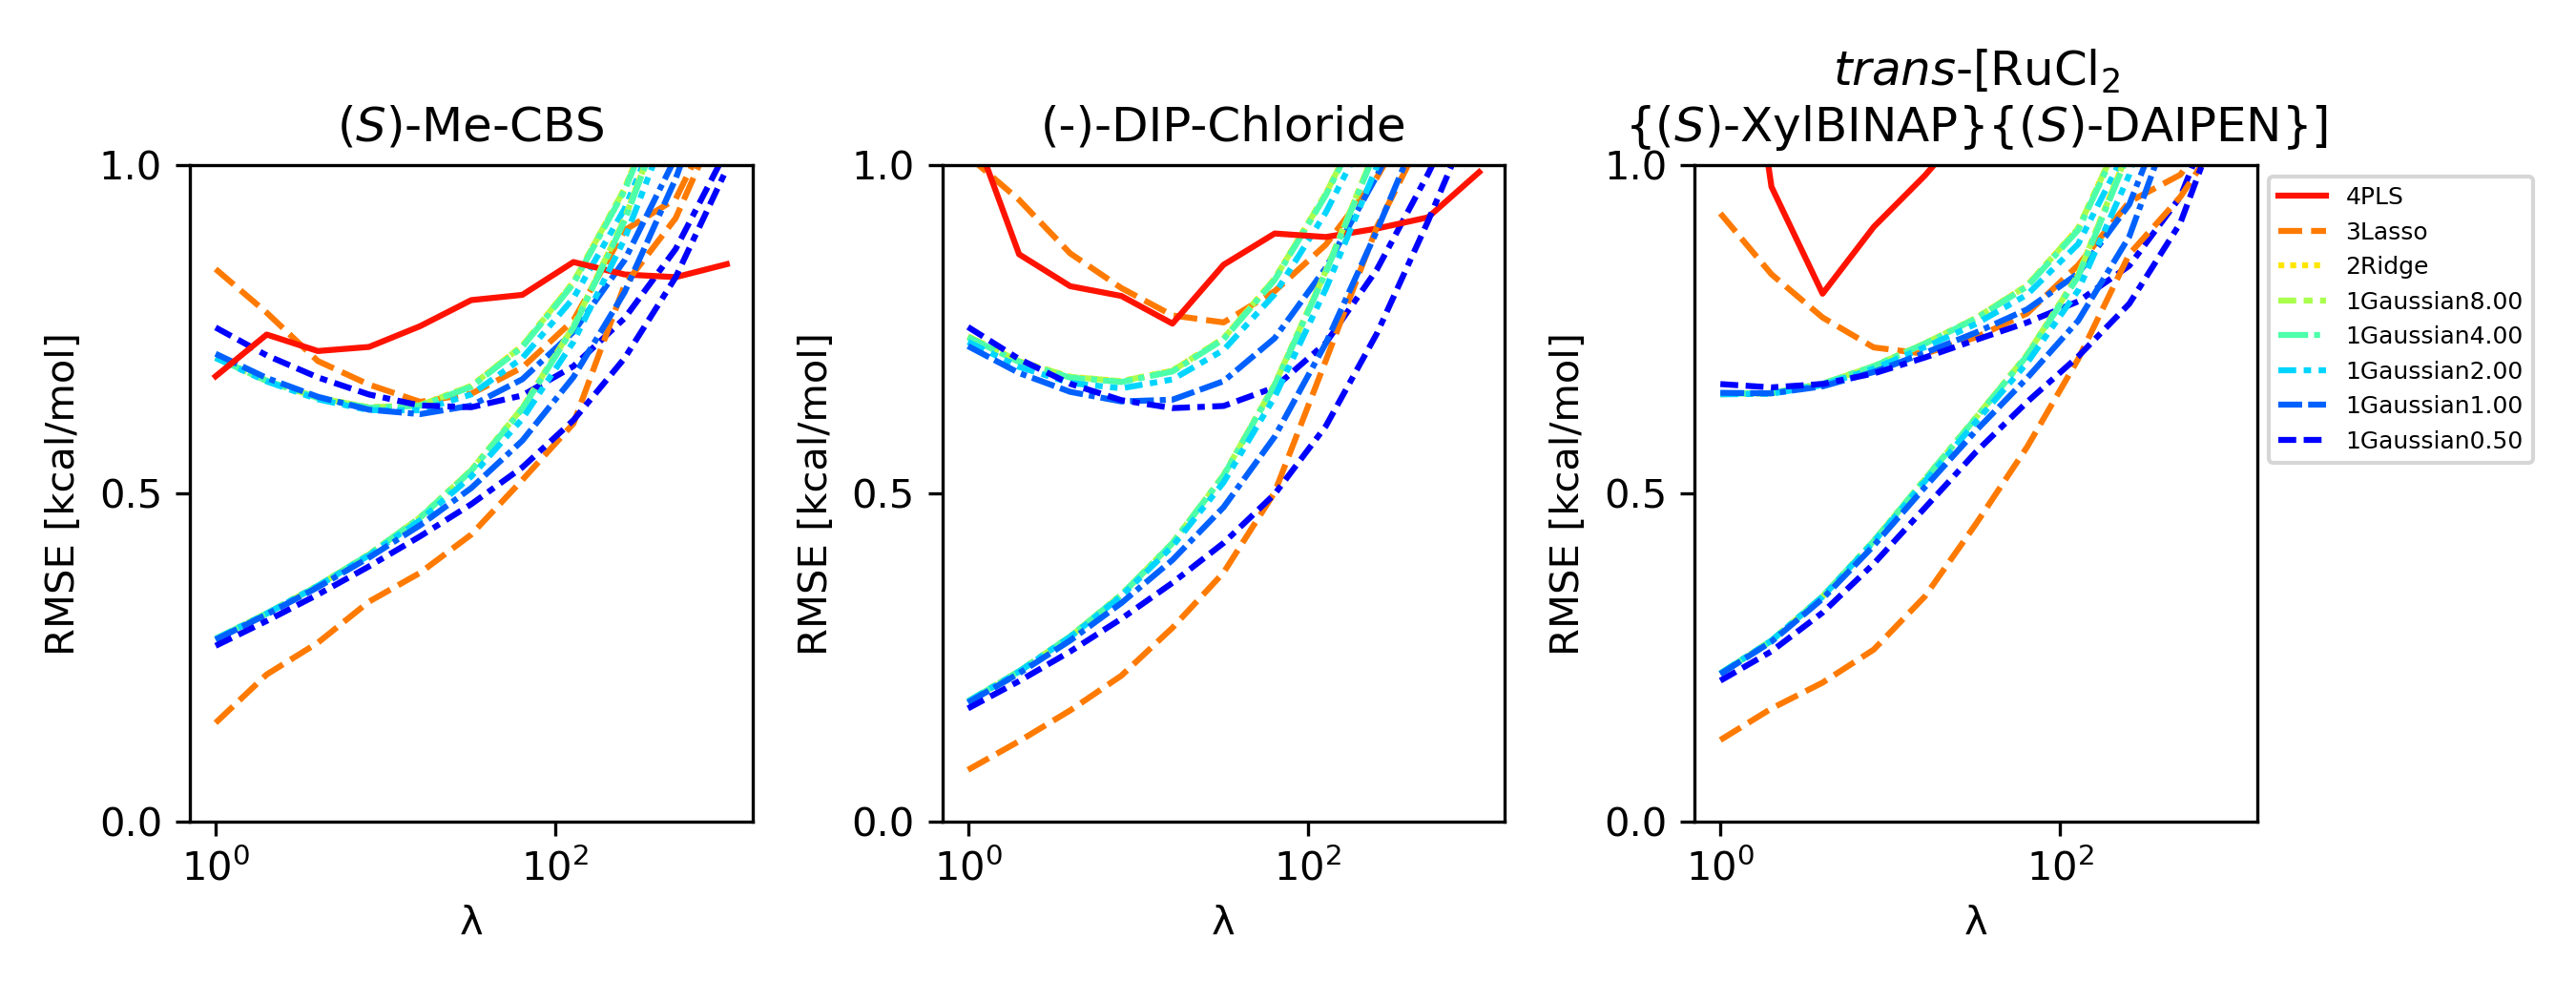 (S)-Me-CBS
RMSE [kcal/mol]
1.0
0.5
0.0
10⁰
10²
λ
(-)-DIP-Chloride
RMSE [kcal/mol]
1.0
0.5
0.0
10⁰
10²
λ
trans-[RuCl₂
{(S)-XylBINAP}{(S)-DAIPEN}]
RMSE [kcal/mol]
1.0
0.5
0.0
10⁰
10²
λ
4PLS
3Lasso
2Ridge
1Gaussian8.00
1Gaussian4.00
1Gaussian2.00
1Gaussian1.00
1Gaussian0.50